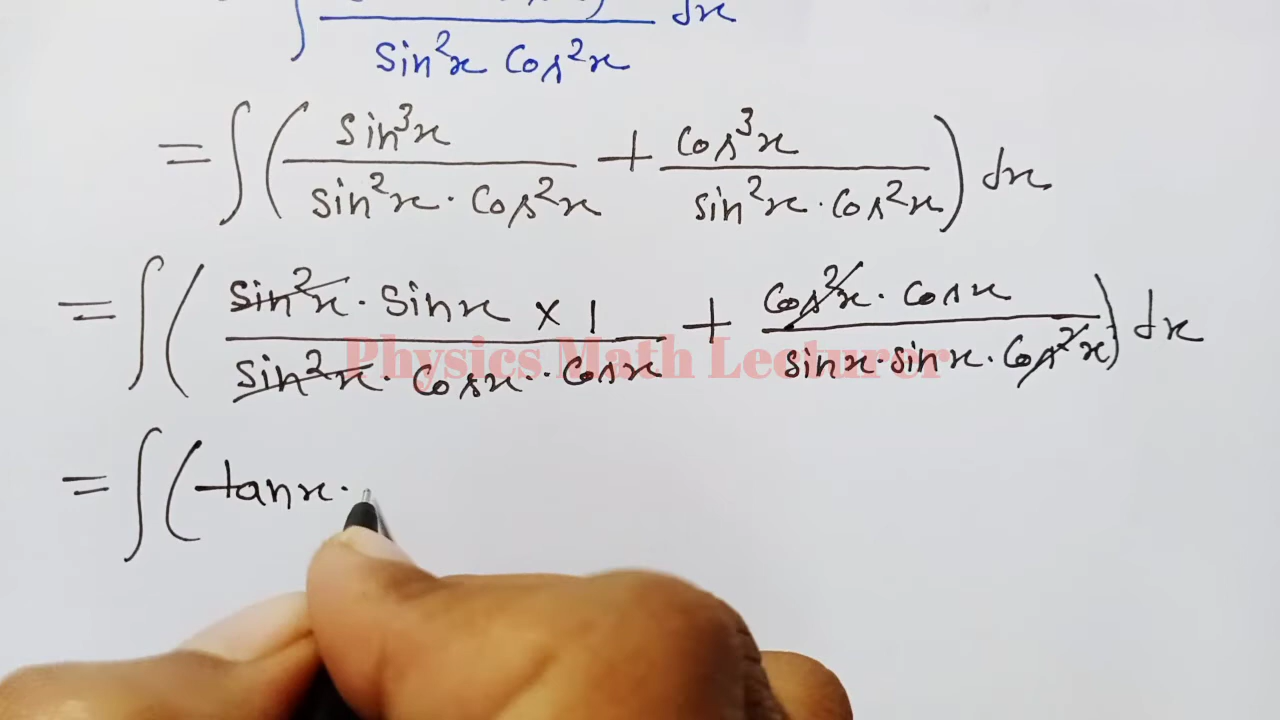 ∫ ――― dx
sin²x cos²x
= ∫ ( sin³x / sin²x · cos²x + cos³x / sin²x · cos²x ) dx
= ∫ ( sin²x · sinx × 1 / sin²x · cosx · cosx + cos²x · cosx / sinx · sinx · cos²x ) dx
Physics Math Lecturer
= ∫ ( tanx ·